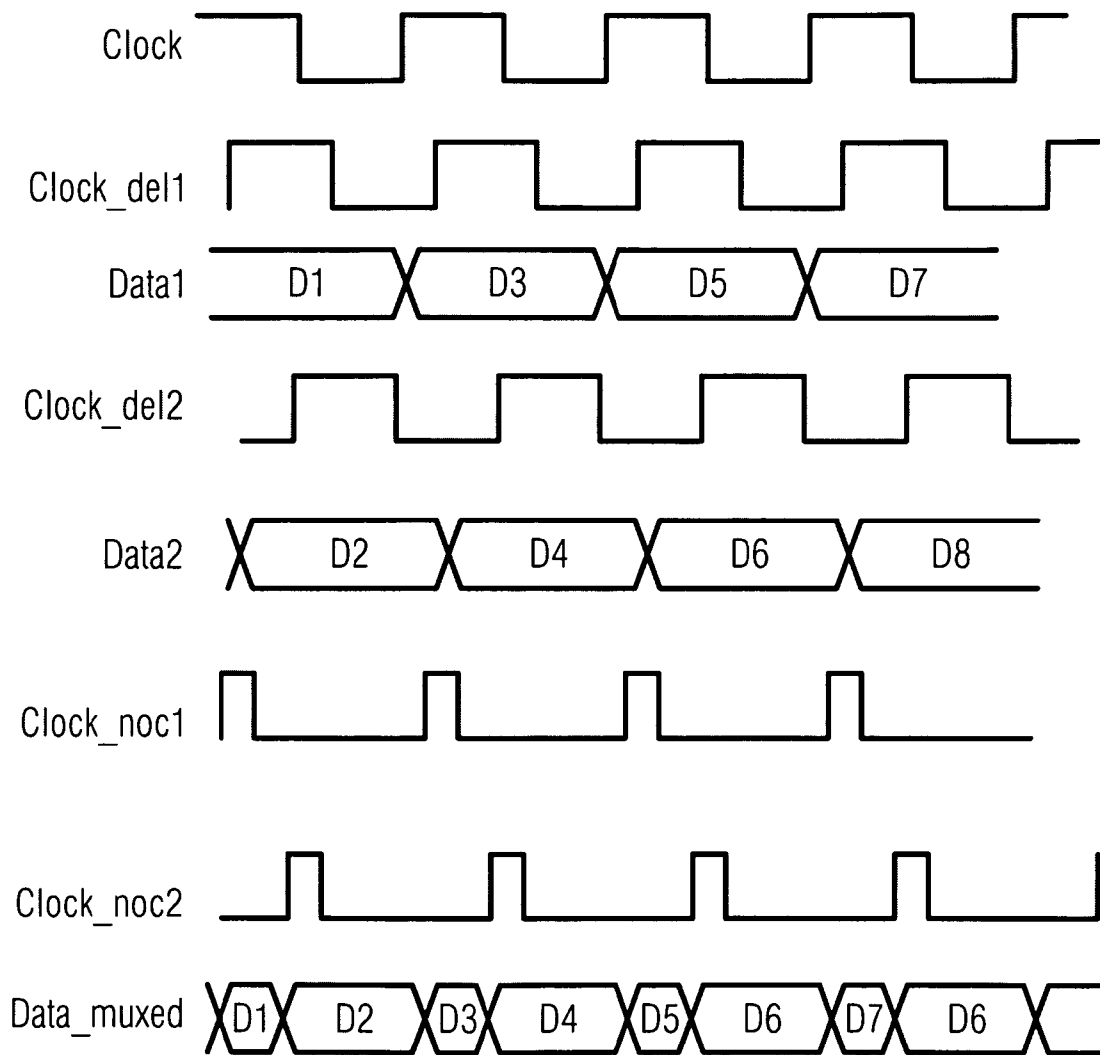 Clock
Clock_del1
Data1 D1 D3 D5 D7
Clock_del2
Data2 D2 D4 D6 D8
Clock_noc1
Clock_noc2
Data_muxed D1 D2 D3 D4 D5 D6 D7 D6